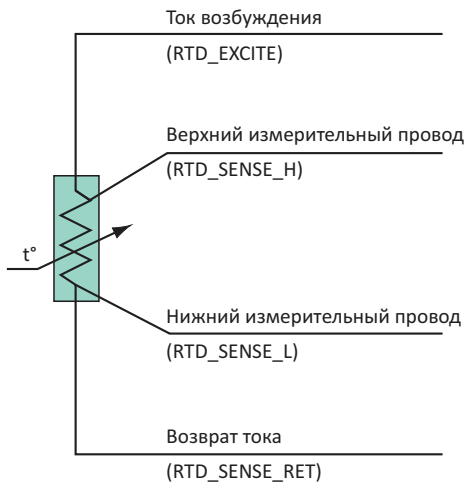 Ток возбуждения
(RTD_EXCITE)
Верхний измерительный провод
(RTD_SENSE_H)
t°
Нижний измерительный провод
(RTD_SENSE_L)
Возврат тока
(RTD_SENSE_RET)